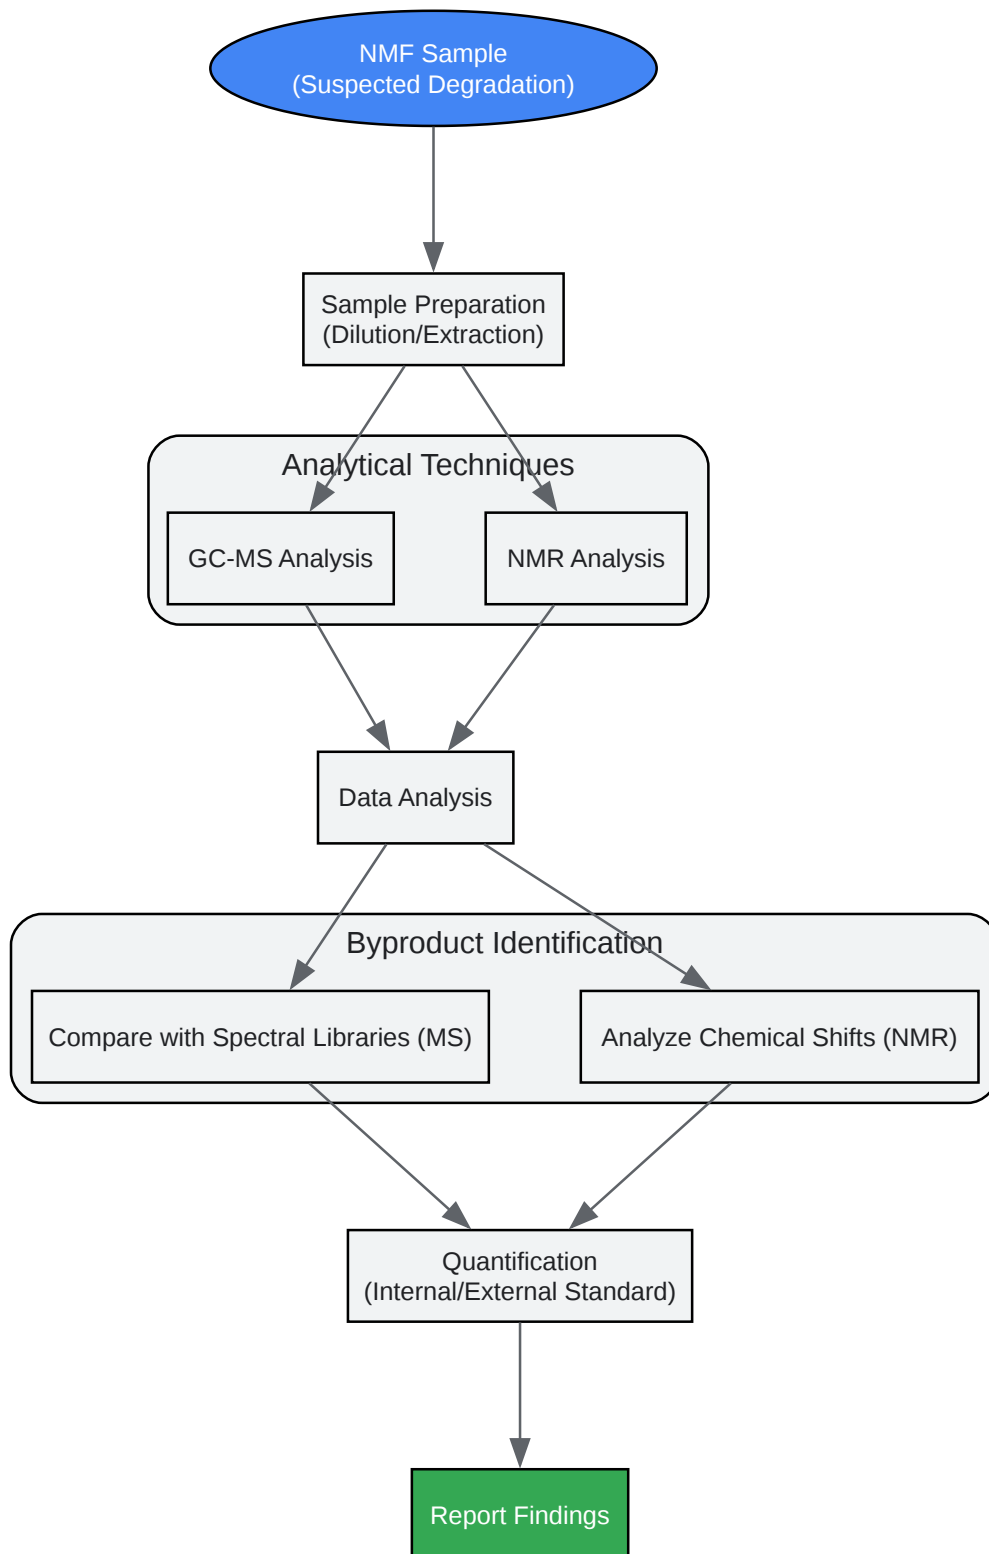 NMF Sample
(Suspected Degradation)
Sample Preparation
(Dilution/Extraction)
Analytical Techniques
GC-MS Analysis
NMR Analysis
Data Analysis
Byproduct Identification
Compare with Spectral Libraries (MS)
Analyze Chemical Shifts (NMR)
Quantification
(Internal/External Standard)
Report Findings